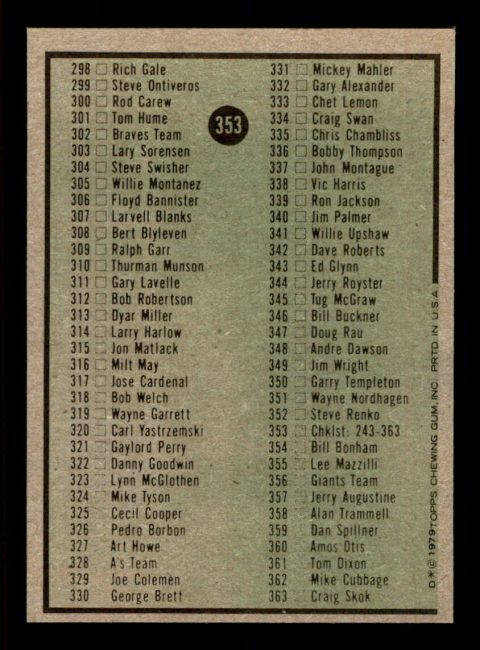 298 Rich Gale
299 Steve Ontiveros
300 Rod Carew
301 Tom Hume
302 Braves Team
303 Lary Sorensen
304 Steve Swisher
305 Willie Montanez
306 Floyd Bannister
307 Larvell Blanks
308 Bert Blyleven
309 Ralph Garr
310 Thurman Munson
311 Gary Lavelle
312 Bob Robertson
313 Dyar Miller
314 Larry Harlow
315 Jon Matlack
316 Milt May
317 Jose Cardenal
318 Bob Welch
319 Wayne Garrett
320 Carl Yastrzemski
321 Gaylord Perry
322 Danny Goodwin
323 Lynn McGlothen
324 Mike Tyson
325 Cecil Cooper
326 Pedro Borbon
327 Art Howe
328 A's Team
329 Joe Colemen
330 George Brett
353
331 Mickey Mahler
332 Gary Alexander
333 Chet Lemon
334 Craig Swan
335 Chris Chambliss
336 Bobby Thompson
337 John Montague
338 Vic Harris
339 Ron Jackson
340 Jim Palmer
341 Willie Upshaw
342 Dave Roberts
343 Ed Glynn
344 Jerry Royster
345 Tug McGraw
346 Bill Buckner
347 Doug Rau
348 Andre Dawson
349 Jim Wright
350 Garry Templeton
351 Wayne Nordhagen
352 Steve Renko
353 Chklst: 243-363
354 Bill Bonham
355 Lee Mazzilli
356 Giants Team
357 Jerry Augustine
358 Alan Trammell
359 Dan Spillner
360 Amos Otis
361 Tom Dixon
362 Mike Cubbage
363 Craig Skok
D* © 1979 TOPPS CHEWING GUM, INC. PRTD. IN U.S.A.